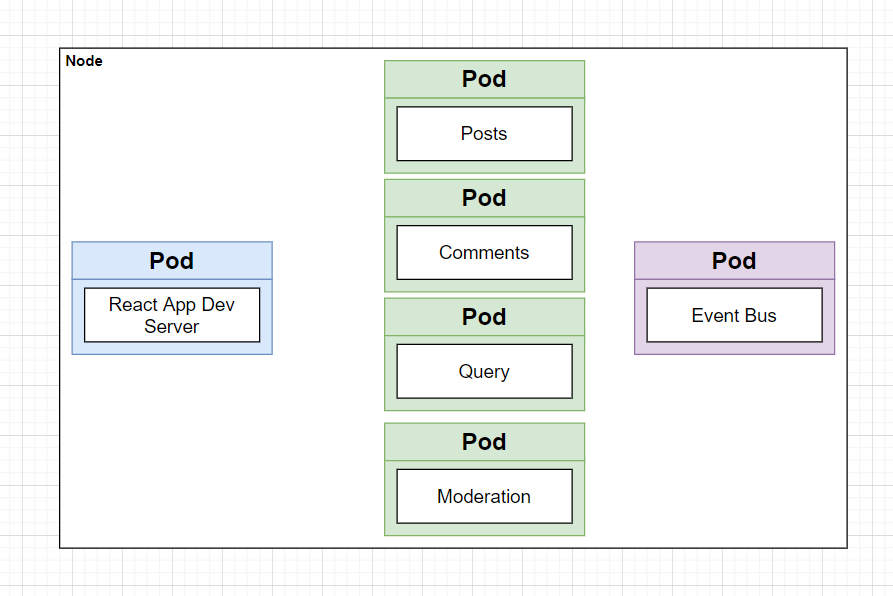 Node
Pod
Posts
Pod
Comments
Pod
React App Dev
Server
Pod
Event Bus
Pod
Query
Pod
Moderation